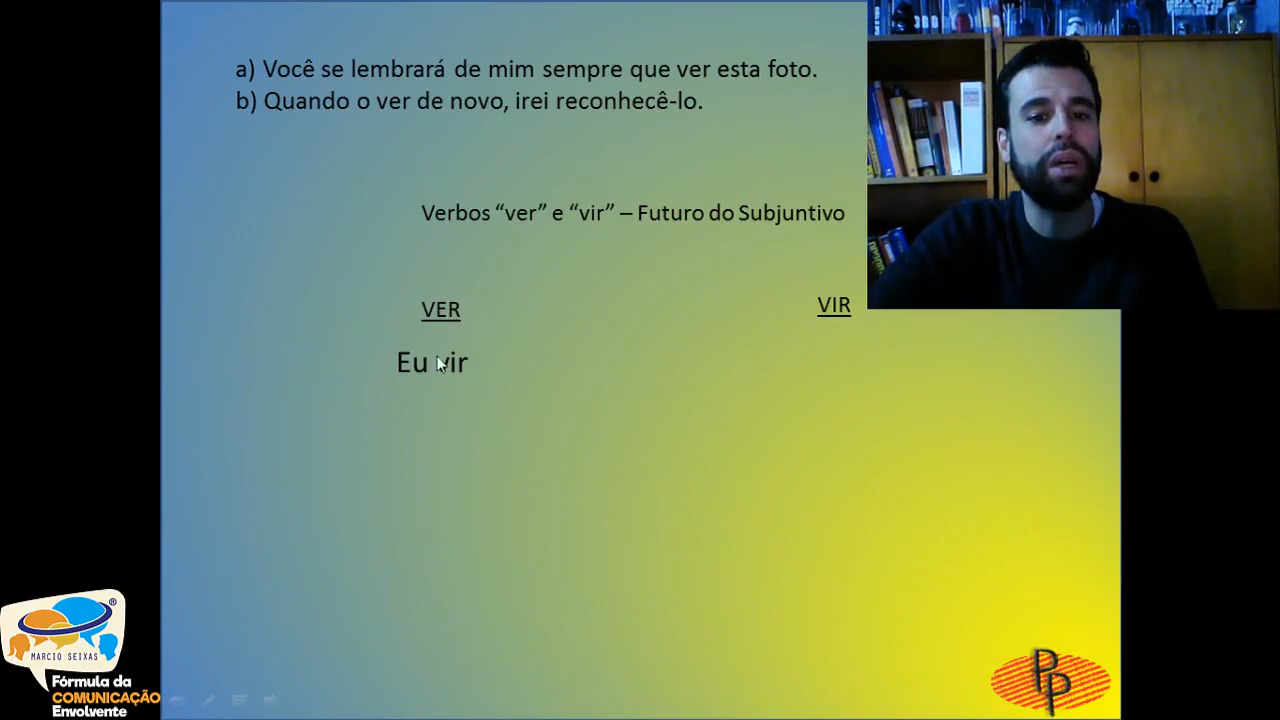 a) Você se lembrará de mim sempre que ver esta foto.
b) Quando o ver de novo, irei reconhecê-lo.
Verbos “ver” e “vir” – Futuro do Subjuntivo
VER
VIR
Eu vir
MARCIO SEIXAS
®
Fórmula da
COMUNICAÇÃO
Envolvente
PP